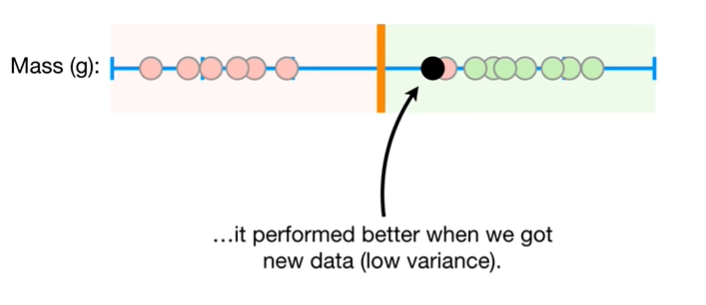 Mass (g):
...it performed better when we got
new data (low variance).